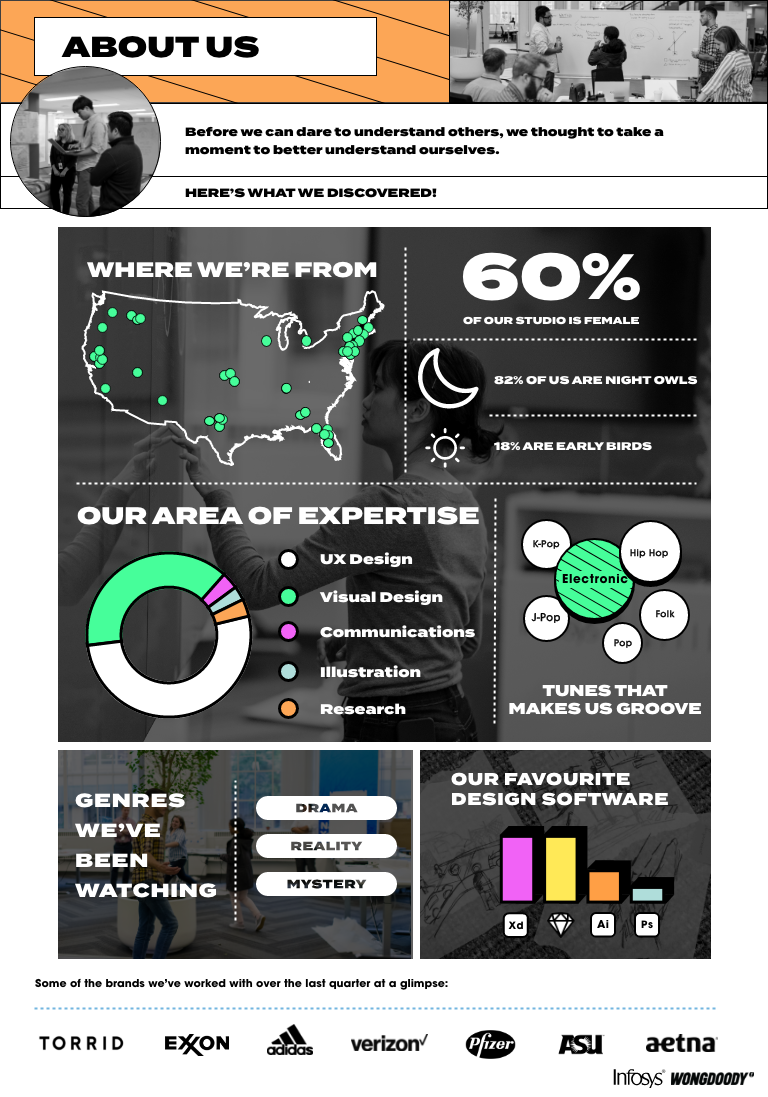 ABOUT US
Before we can dare to understand others, we thought to take a
moment to better understand ourselves.
HERE'S WHAT WE DISCOVERED!
WHERE WE'RE FROM
60%
OF OUR STUDIO IS FEMALE
82% OF US ARE NIGHT OWLS
18% ARE EARLY BIRDS
OUR AREA OF EXPERTISE
UX Design
Visual Design
Communications
Illustration
Research
K-Pop
Hip Hop
Electronic
J-Pop
Folk
Pop
TUNES THAT
MAKES US GROOVE
GENRES
WE'VE
BEEN
WATCHING
DRAMA
REALITY
MYSTERY
OUR FAVOURITE
DESIGN SOFTWARE
Xd
Ai
Ps
Some of the brands we've worked with over the last quarter at a glimpse:
TORRID
EXXON
adidas
verizon
Pfizer
ASU
aetna
Infosys WONGDOODY